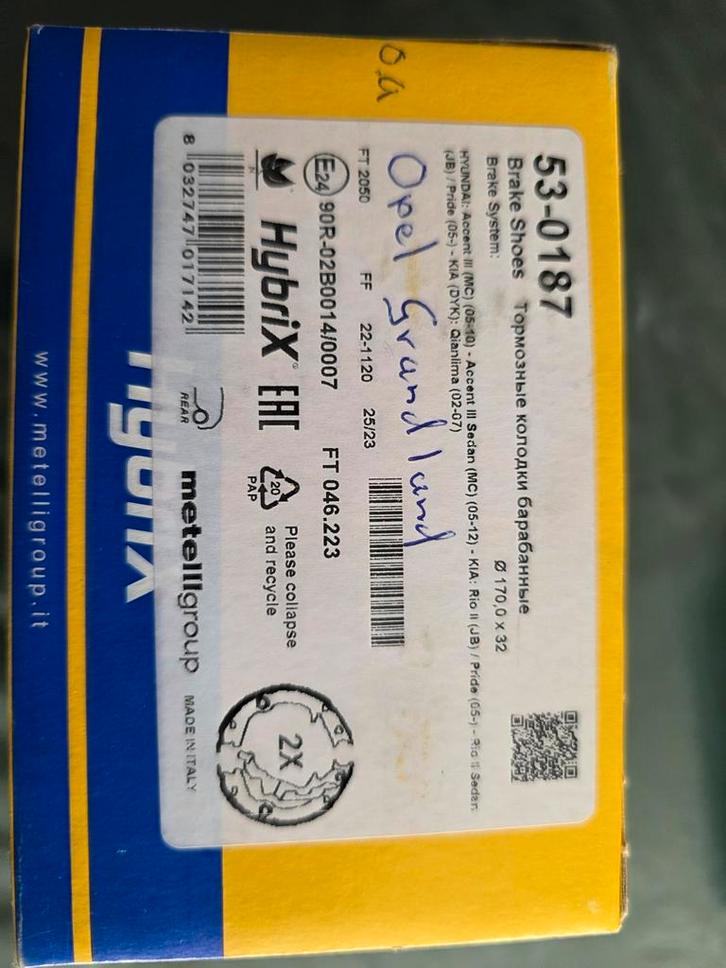 53-0187
Brake Shoes Тормозные колодки барабанные
Brake System: Ø 170,0 x 32
HYUNDAI: Accent III (MC) (05-10) - Accent III Sedan (MC) (05-12) - KIA: Rio II (JB) / Pride (05-) - Rio II Sedan
(JB) / Pride (05-) - KIA (DYK): Qianlima (02-07)
Opel Grandland
FT 2050 FF 22-1120 25/23
E24 90R-02B0014/0007 FT 046.223
HybriX® EAC
20
PAP
Please collapse
and recycle
2X
8 032747 017142
REAR
metelligroup MADE IN ITALY
HybriX
www.metelligroup.it